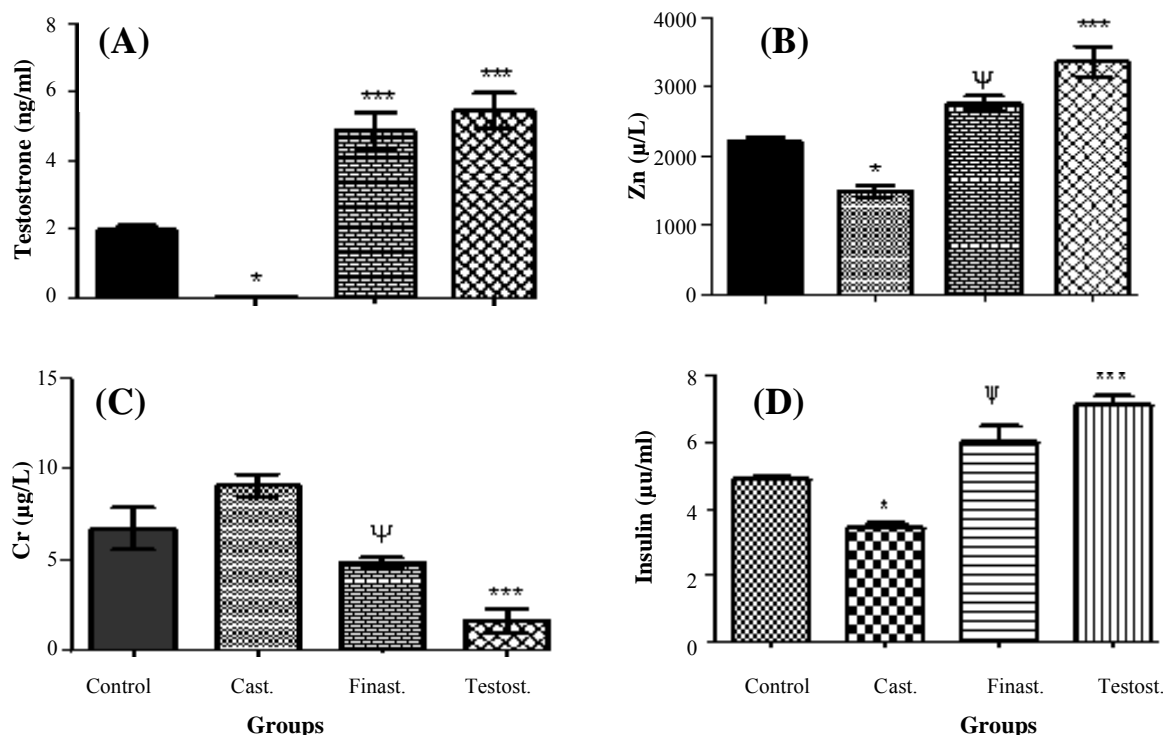 (A)
Testostrone (ng/ml)
8
6
4
2
0
*
***
***
(B)
Zn (µ/L)
4000
3000
2000
1000
0
*
Ψ
***
(C)
Cr (µg/L)
15
10
5
0
Ψ
***
Control Cast. Finast. Testost.
Groups
(D)
Insulin (µu/ml)
8
6
4
2
0
*
Ψ
***
Control Cast. Finast. Testost.
Groups